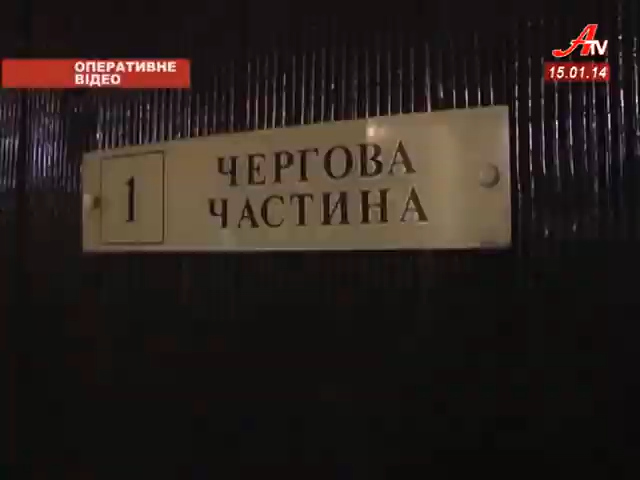 ОПЕРАТИВНЕ
ВІДЕО
ATV
15.01.14
1
ЧЕРГОВА
ЧАСТИНА